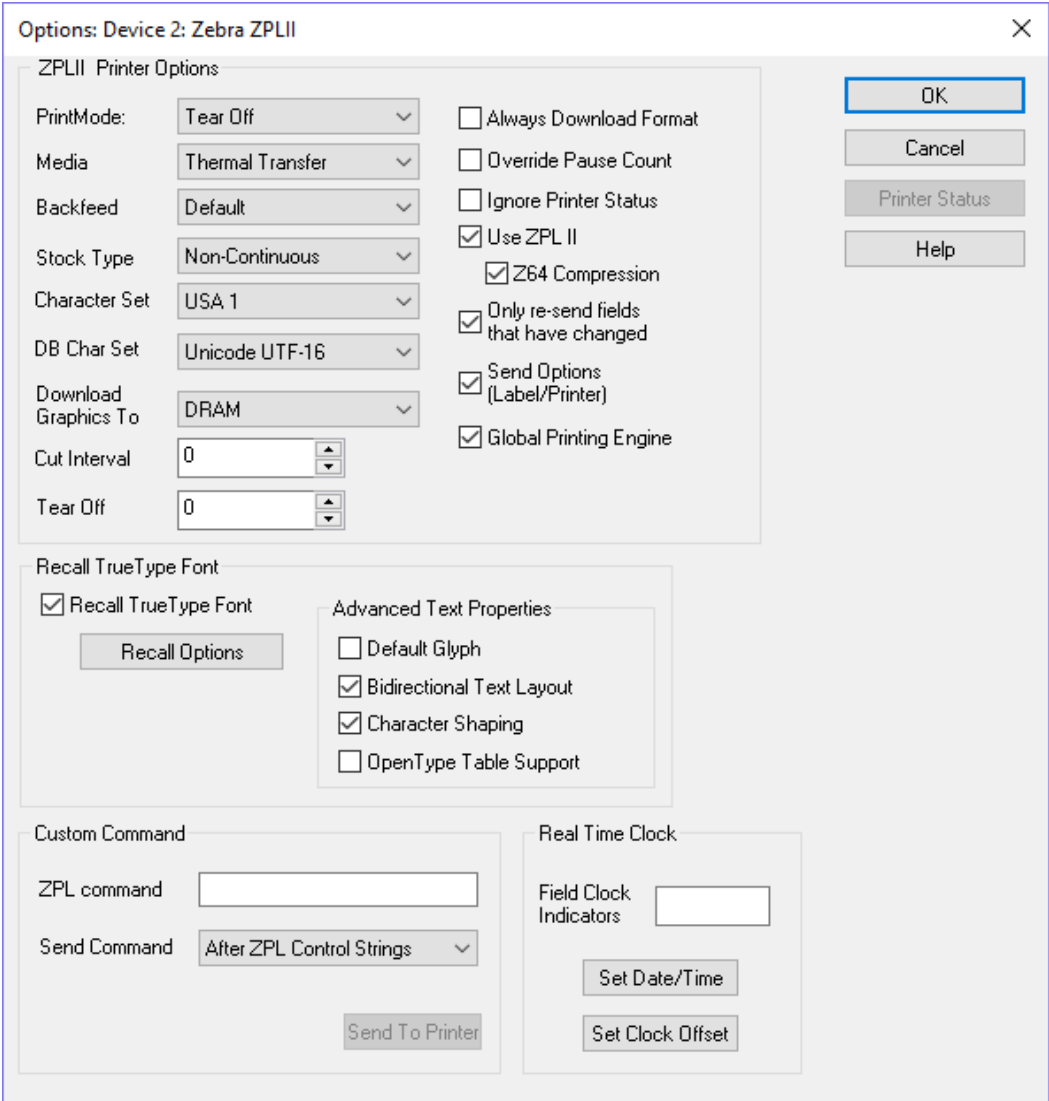 Options: Device 2: Zebra ZPLII
ZPLII Printer Options
PrintMode:
Tear Off
Media
Thermal Transfer
Backfeed
Default
Stock Type
Non-Continuous
Character Set
USA 1
DB Char Set
Unicode UTF-16
Download
Graphics To
DRAM
Cut Interval
0
Tear Off
0
Always Download Format
Override Pause Count
Ignore Printer Status
Use ZPL II
Z64 Compression
Only re-send fields
that have changed
Send Options
(Label/Printer)
Global Printing Engine
OK
Cancel
Printer Status
Help
Recall TrueType Font
Recall TrueType Font
Recall Options
Advanced Text Properties
Default Glyph
Bidirectional Text Layout
Character Shaping
OpenType Table Support
Custom Command
ZPL command
Send Command
After ZPL Control Strings
Send To Printer
Real Time Clock
Field Clock
Indicators
Set Date/Time
Set Clock Offset